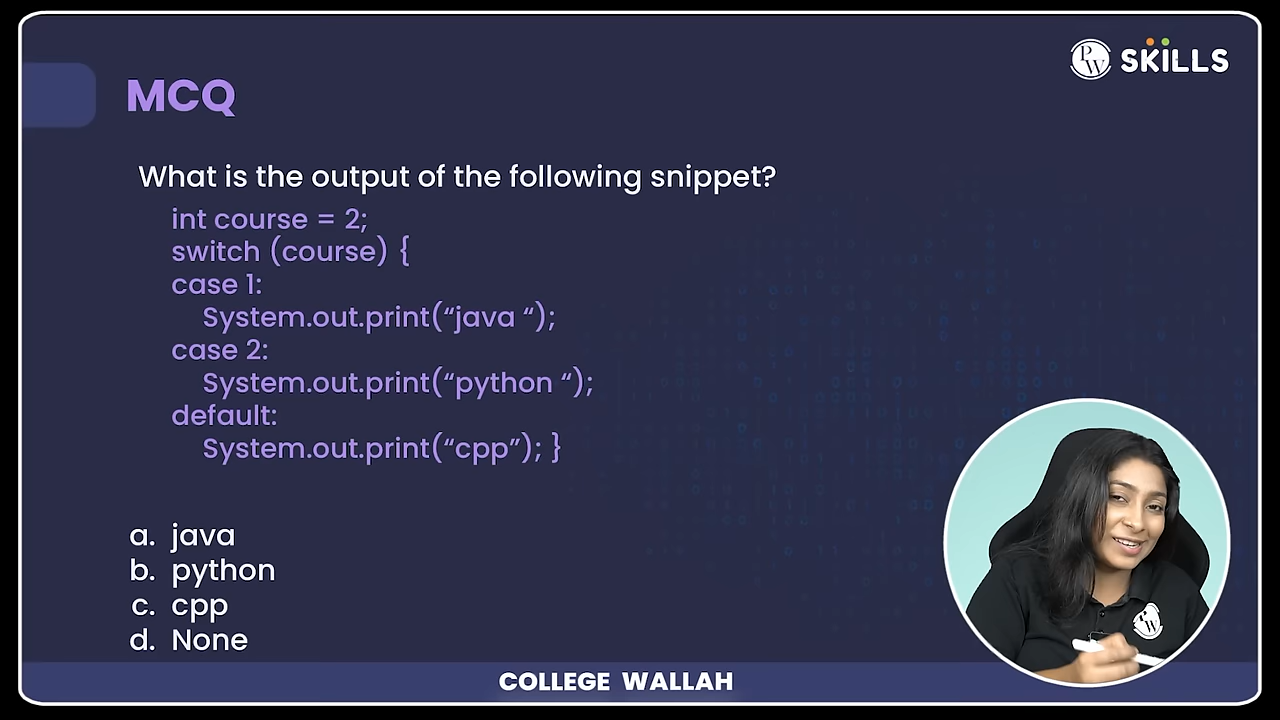 PW SKILLS
MCQ
What is the output of the following snippet?
int course = 2;
switch (course) {
case 1:
System.out.print(“java “);
case 2:
System.out.print(“python “);
default:
System.out.print(“cpp”); }
a. java
b. python
c. cpp
d. None
PW
COLLEGE WALLAH